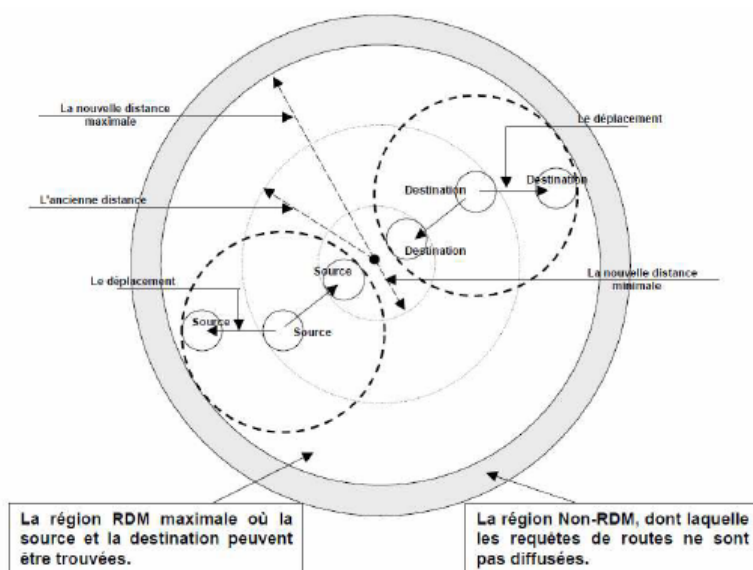 La nouvelle distance
maximale
Le déplacement
Destination
Destination
L'ancienne distance
Destination
Source
La nouvelle distance
minimale
Le déplacement
Source
Source
La région RDM maximale où la
source et la destination peuvent
être trouvées.
La région Non-RDM, dont laquelle
les requêtes de routes ne sont
pas diffusées.